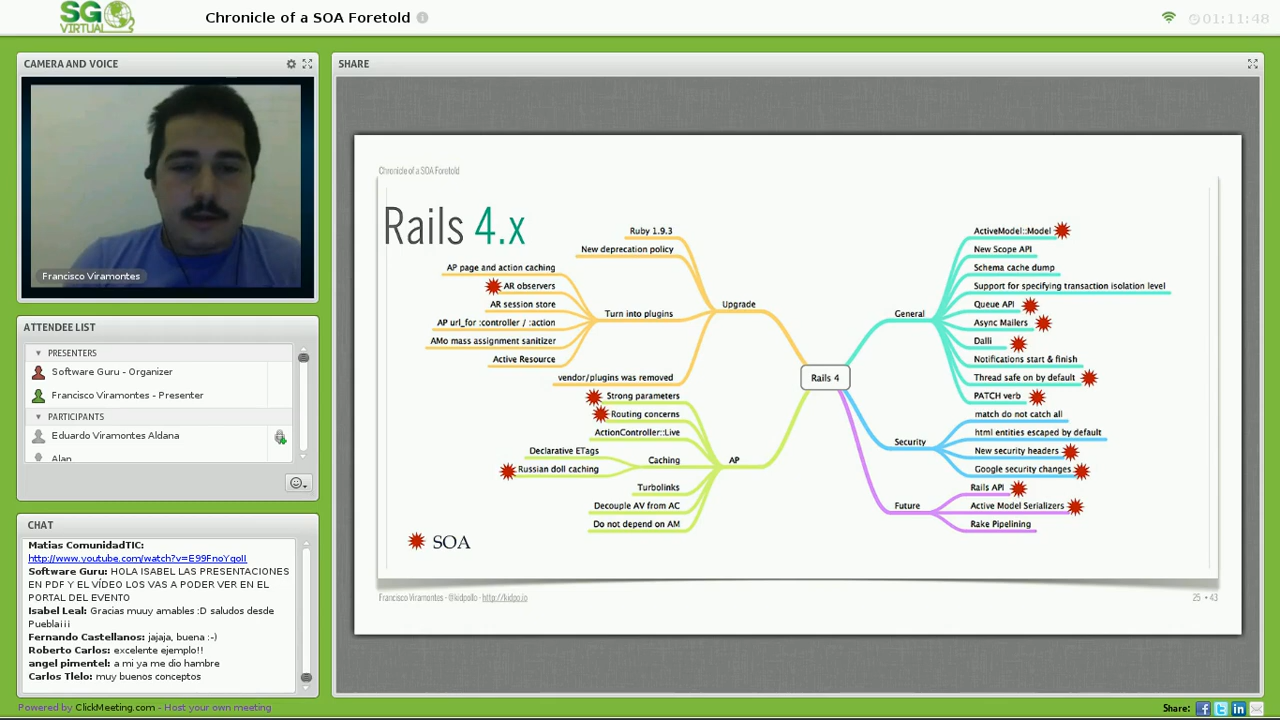 SG
VIRTUAL
Chronicle of a SOA Foretold
01:11:48
CAMERA AND VOICE
Francisco Viramontes
ATTENDEE LIST
PRESENTERS
Software Guru - Organizer
Francisco Viramontes - Presenter
PARTICIPANTS
Eduardo Viramontes Aldana
Alan
CHAT
Matias ComunidadTIC:
http://www.youtube.com/watch?v=E99FnoYqoII
Software Guru: HOLA ISABEL LAS PRESENTACIONES
EN PDF Y EL VÍDEO LOS VAS A PODER VER EN EL
PORTAL DEL EVENTO
Isabel Leal: Gracias muuy amables :D saludos desde
Puebla¡¡¡
Fernando Castellanos: jajaja, buena :-)
Roberto Carlos: excelente ejemplo!!
angel pimentel: a mi ya me dio hambre
Carlos Tlelo: muy buenos conceptos
SHARE
Chronicle of a SOA Foretold
Rails 4.x
Ruby 1.9.3
New deprecation policy
AP page and action caching
AR observers
AR session store
AP url_for :controller / :action
AMo mass assignment sanitizer
Active Resource
Turn into plugins
vendor/plugins was removed
Upgrade
Strong parameters
Routing concerns
ActionController::Live
Declarative ETags
Russian doll caching
Caching
Turbolinks
Decouple AV from AC
Do not depend on AM
AP
Rails 4
General
ActiveModel::Model
New Scope API
Schema cache dump
Support for specifying transaction isolation level
Queue API
Async Mailers
Dalli
Notifications start & finish
Thread safe on by default
PATCH verb
Security
match do not catch all
html entities escaped by default
New security headers
Google security changes
Future
Rails API
Active Model Serializers
Rake Pipelining
SOA
Francisco Viramontes - @kidpollo - http://kidpo.io
25 • 43
Powered by ClickMeeting.com - Host your own meeting
Share: